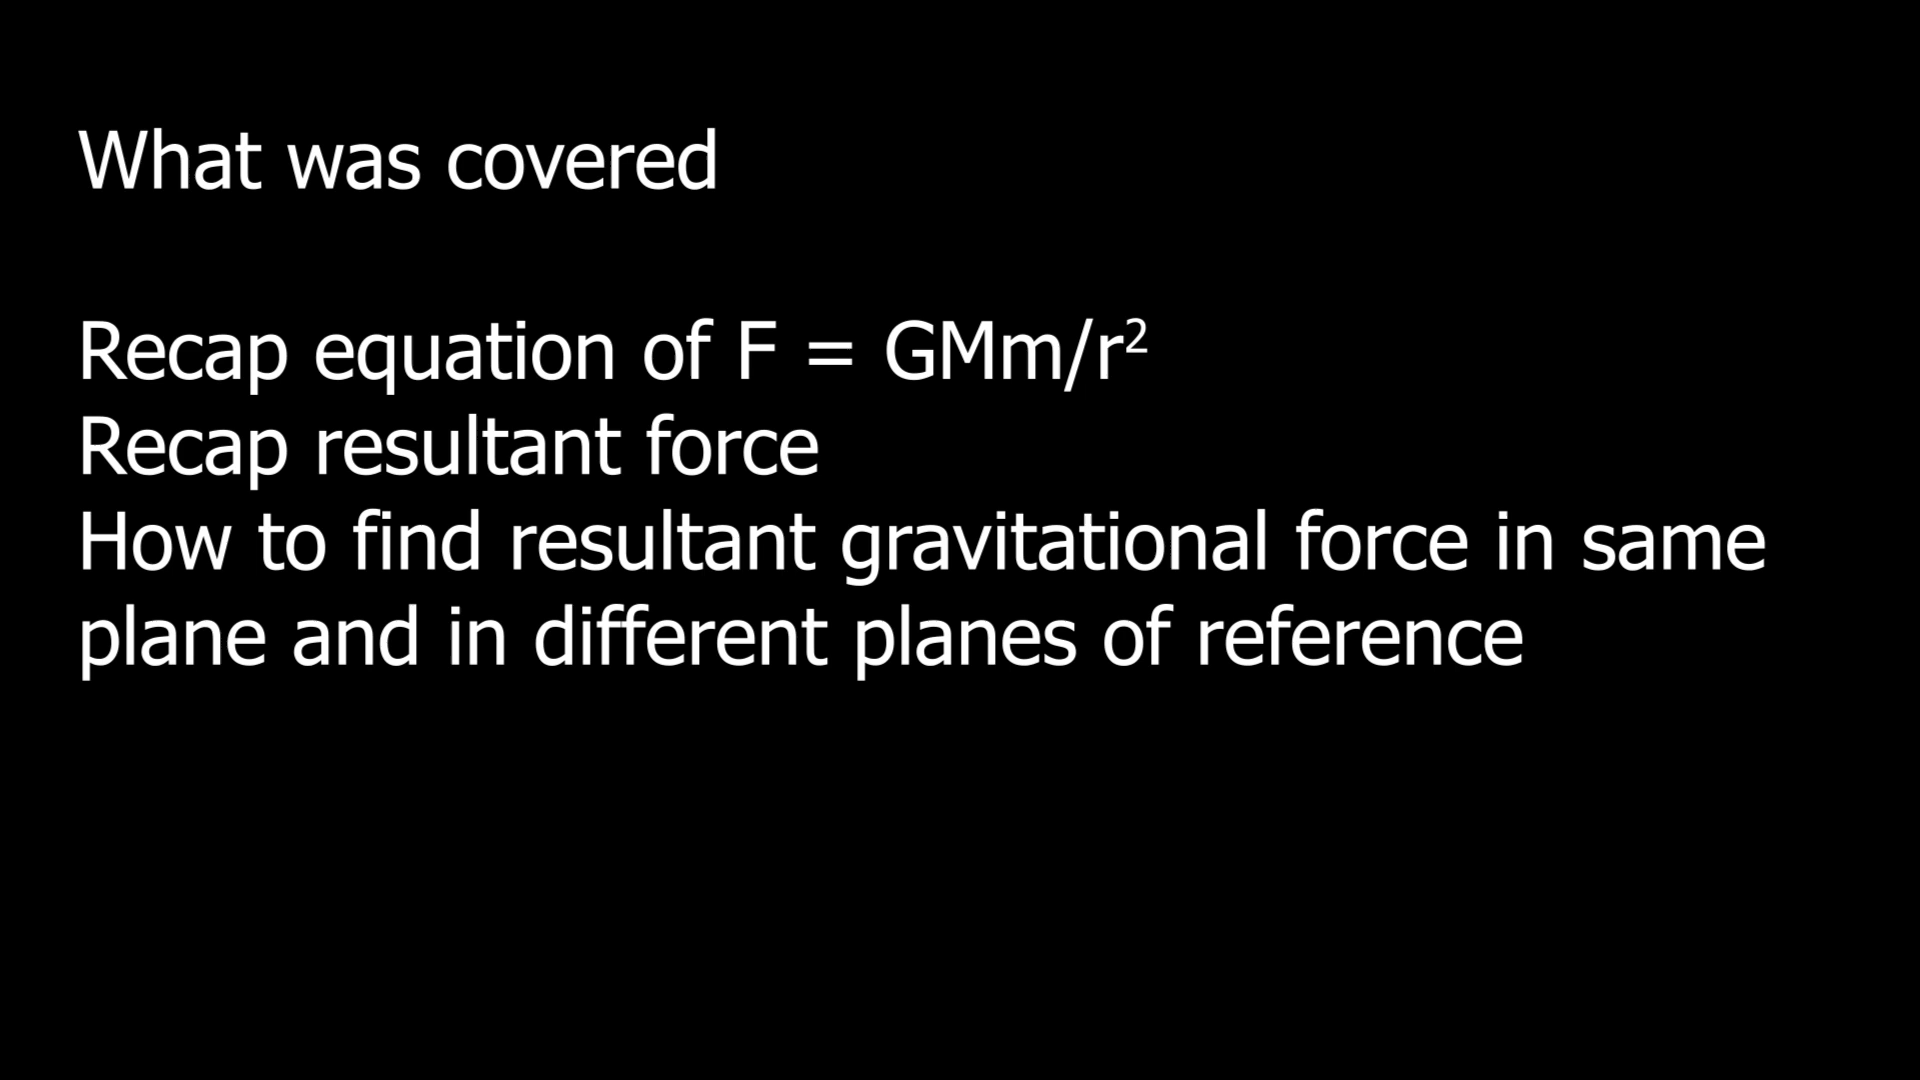 What was covered
Recap equation of F = GMm/r²
Recap resultant force
How to find resultant gravitational force in same
plane and in different planes of reference